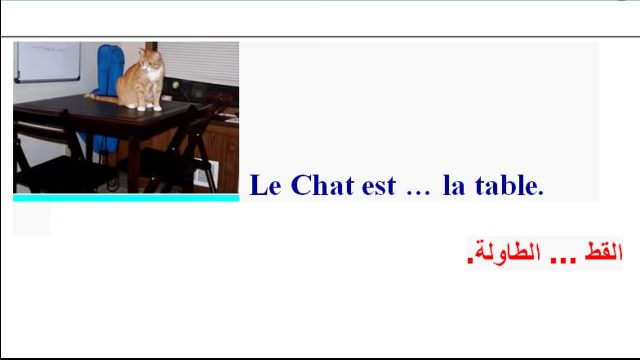 Le Chat est … la table.
القط ... الطاولة.